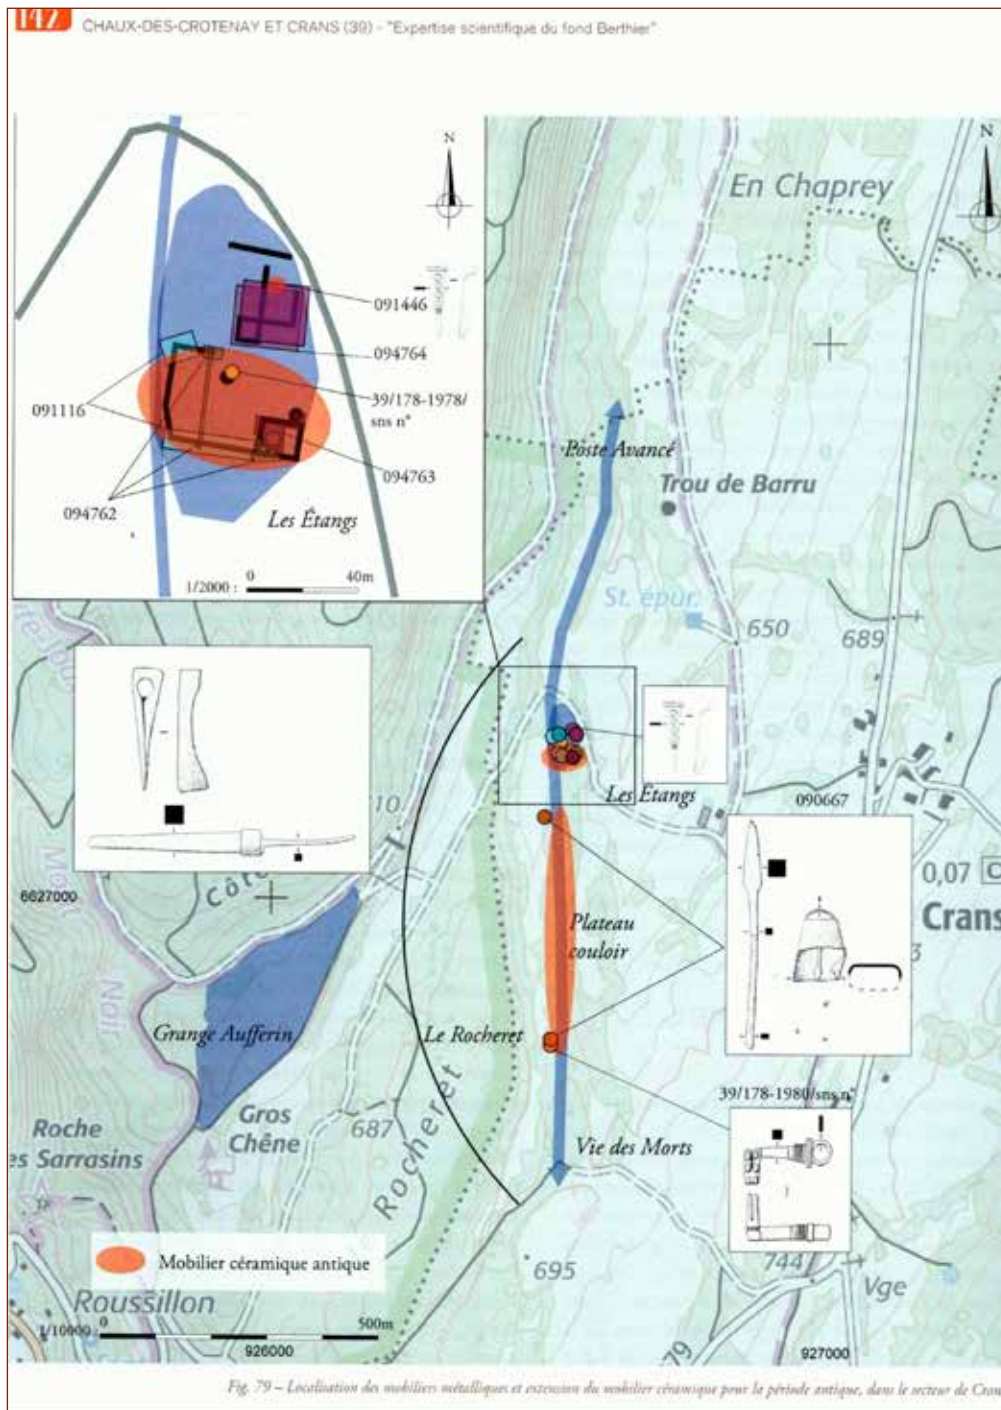 142 CHAUX-DES-CROTENAY ET CRANS (39) - "Expertise scientifique du fond Berthier"
N
N
En Chaprey
091446
094764
39/178-1978/
sns n°
091116
094763
094762
Les Étangs
1/2000 : 0 40m
Poste Avancé
Trou de Barru
St. épur.
650
689
Les Étangs
090667
10
Côte
6627000
0,07 C
Crans
3
Plateau
couloir
Grange Aufferin
Le Rocheret
Rocheret
Noir
39/178-1980/sns n°
Gros
Chêne
687
Roche
es Sarrasins
Vie des Morts
Mobilier céramique antique
695
744
Vge
Roussillon
1/10000 : 0 500m
79
926000
927000
Fig. 79 – Localisation des mobiliers métalliques et extension du mobilier céramique pour la période antique, dans le secteur de Crans